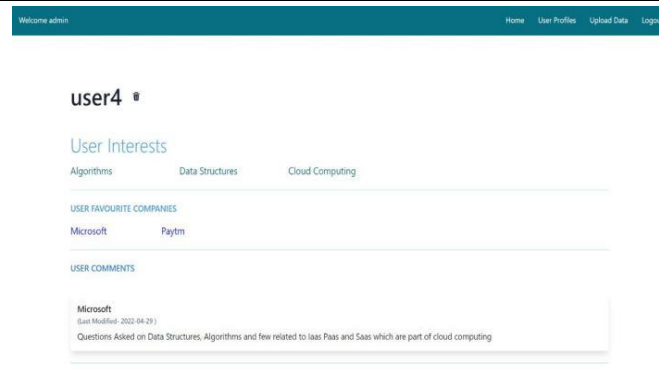 Welcome admin Home User Profiles Upload Data Logou
user4
User Interests
Algorithms Data Structures Cloud Computing
USER FAVOURITE COMPANIES
Microsoft Paytm
USER COMMENTS
Microsoft
(Last Modified- 2022-04-29 )
Questions Asked on Data Structures, Algorithms and few related to Iaas Paas and Saas which are part of cloud computing